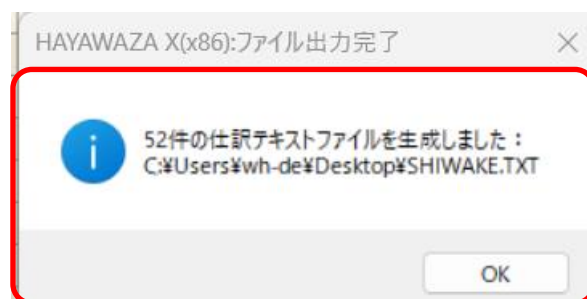 HAYAWAZA X(x86):ファイル出力完了
52件の仕訳テキストファイルを生成しました：
C:¥Users¥wh-de¥Desktop¥SHIWAKE.TXT
OK